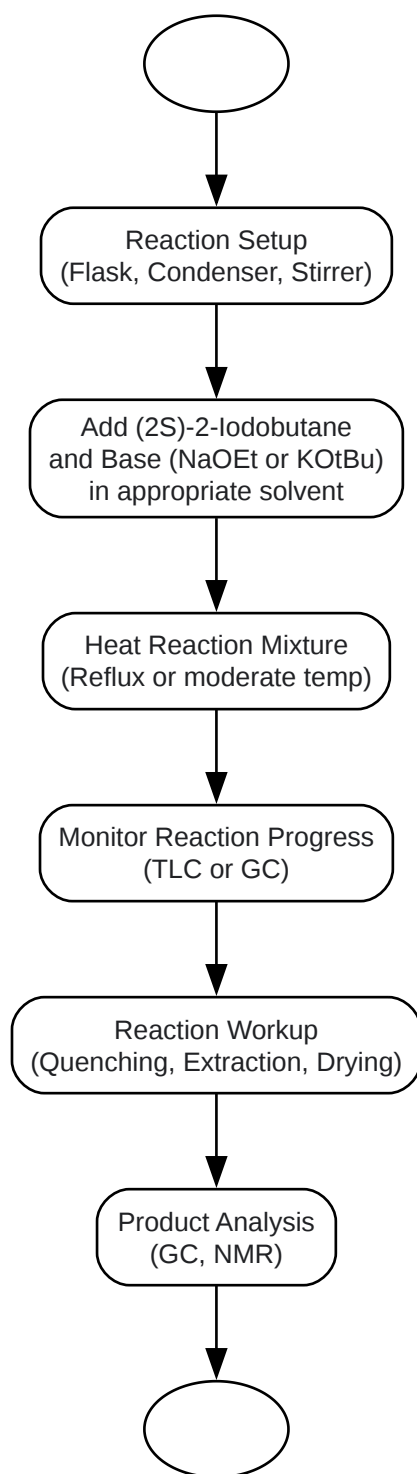 Reaction Setup
(Flask, Condenser, Stirrer)
Add (2S)-2-Iodobutane
and Base (NaOEt or KOtBu)
in appropriate solvent
Heat Reaction Mixture
(Reflux or moderate temp)
Monitor Reaction Progress
(TLC or GC)
Reaction Workup
(Quenching, Extraction, Drying)
Product Analysis
(GC, NMR)